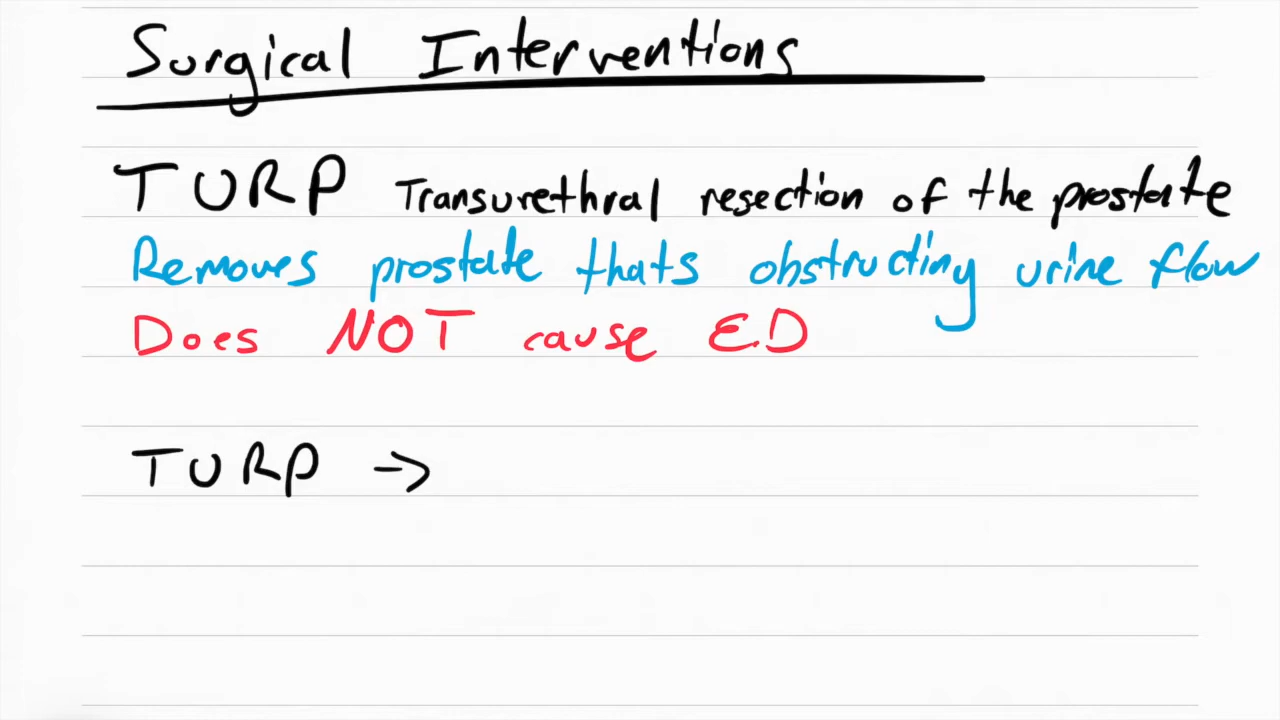 Surgical Interventions
TURP Transurethral resection of the prostate
Removes prostate thats obstructing urine flow
Does NOT cause E.D
TURP →